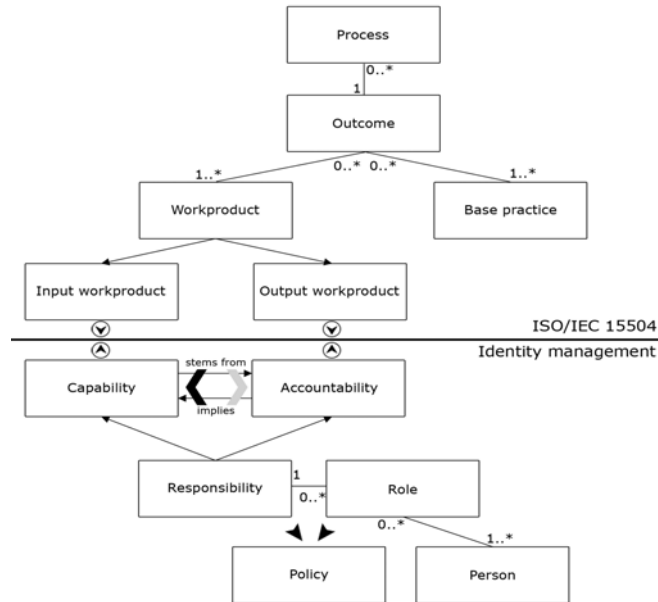 Process
0..*
1
Outcome
0..* 0..*
1..*
1..*
Workproduct
Base practice
Input workproduct
Output workproduct
ISO/IEC 15504
Identity management
stems from
Capability
Accountability
implies
Responsibility
1
0..*
Role
0..*
1..*
Policy
Person